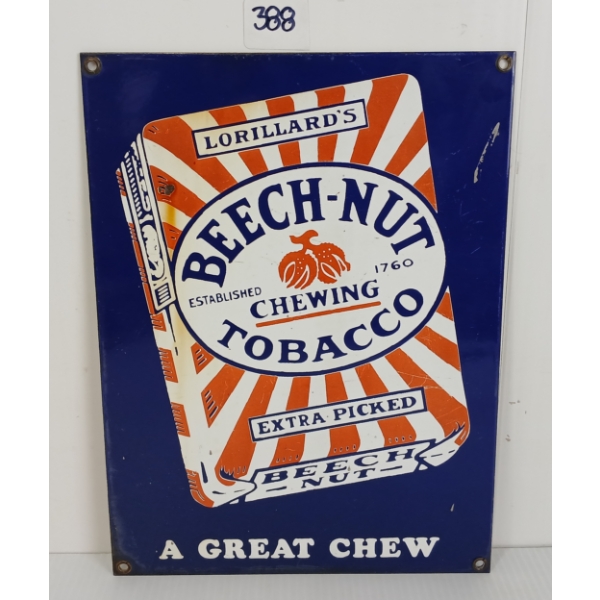 388
LORILLARD'S
BEECH-NUT
ESTABLISHED 1760
CHEWING
TOBACCO
EXTRA PICKED
BEECH
NUT
A GREAT CHEW